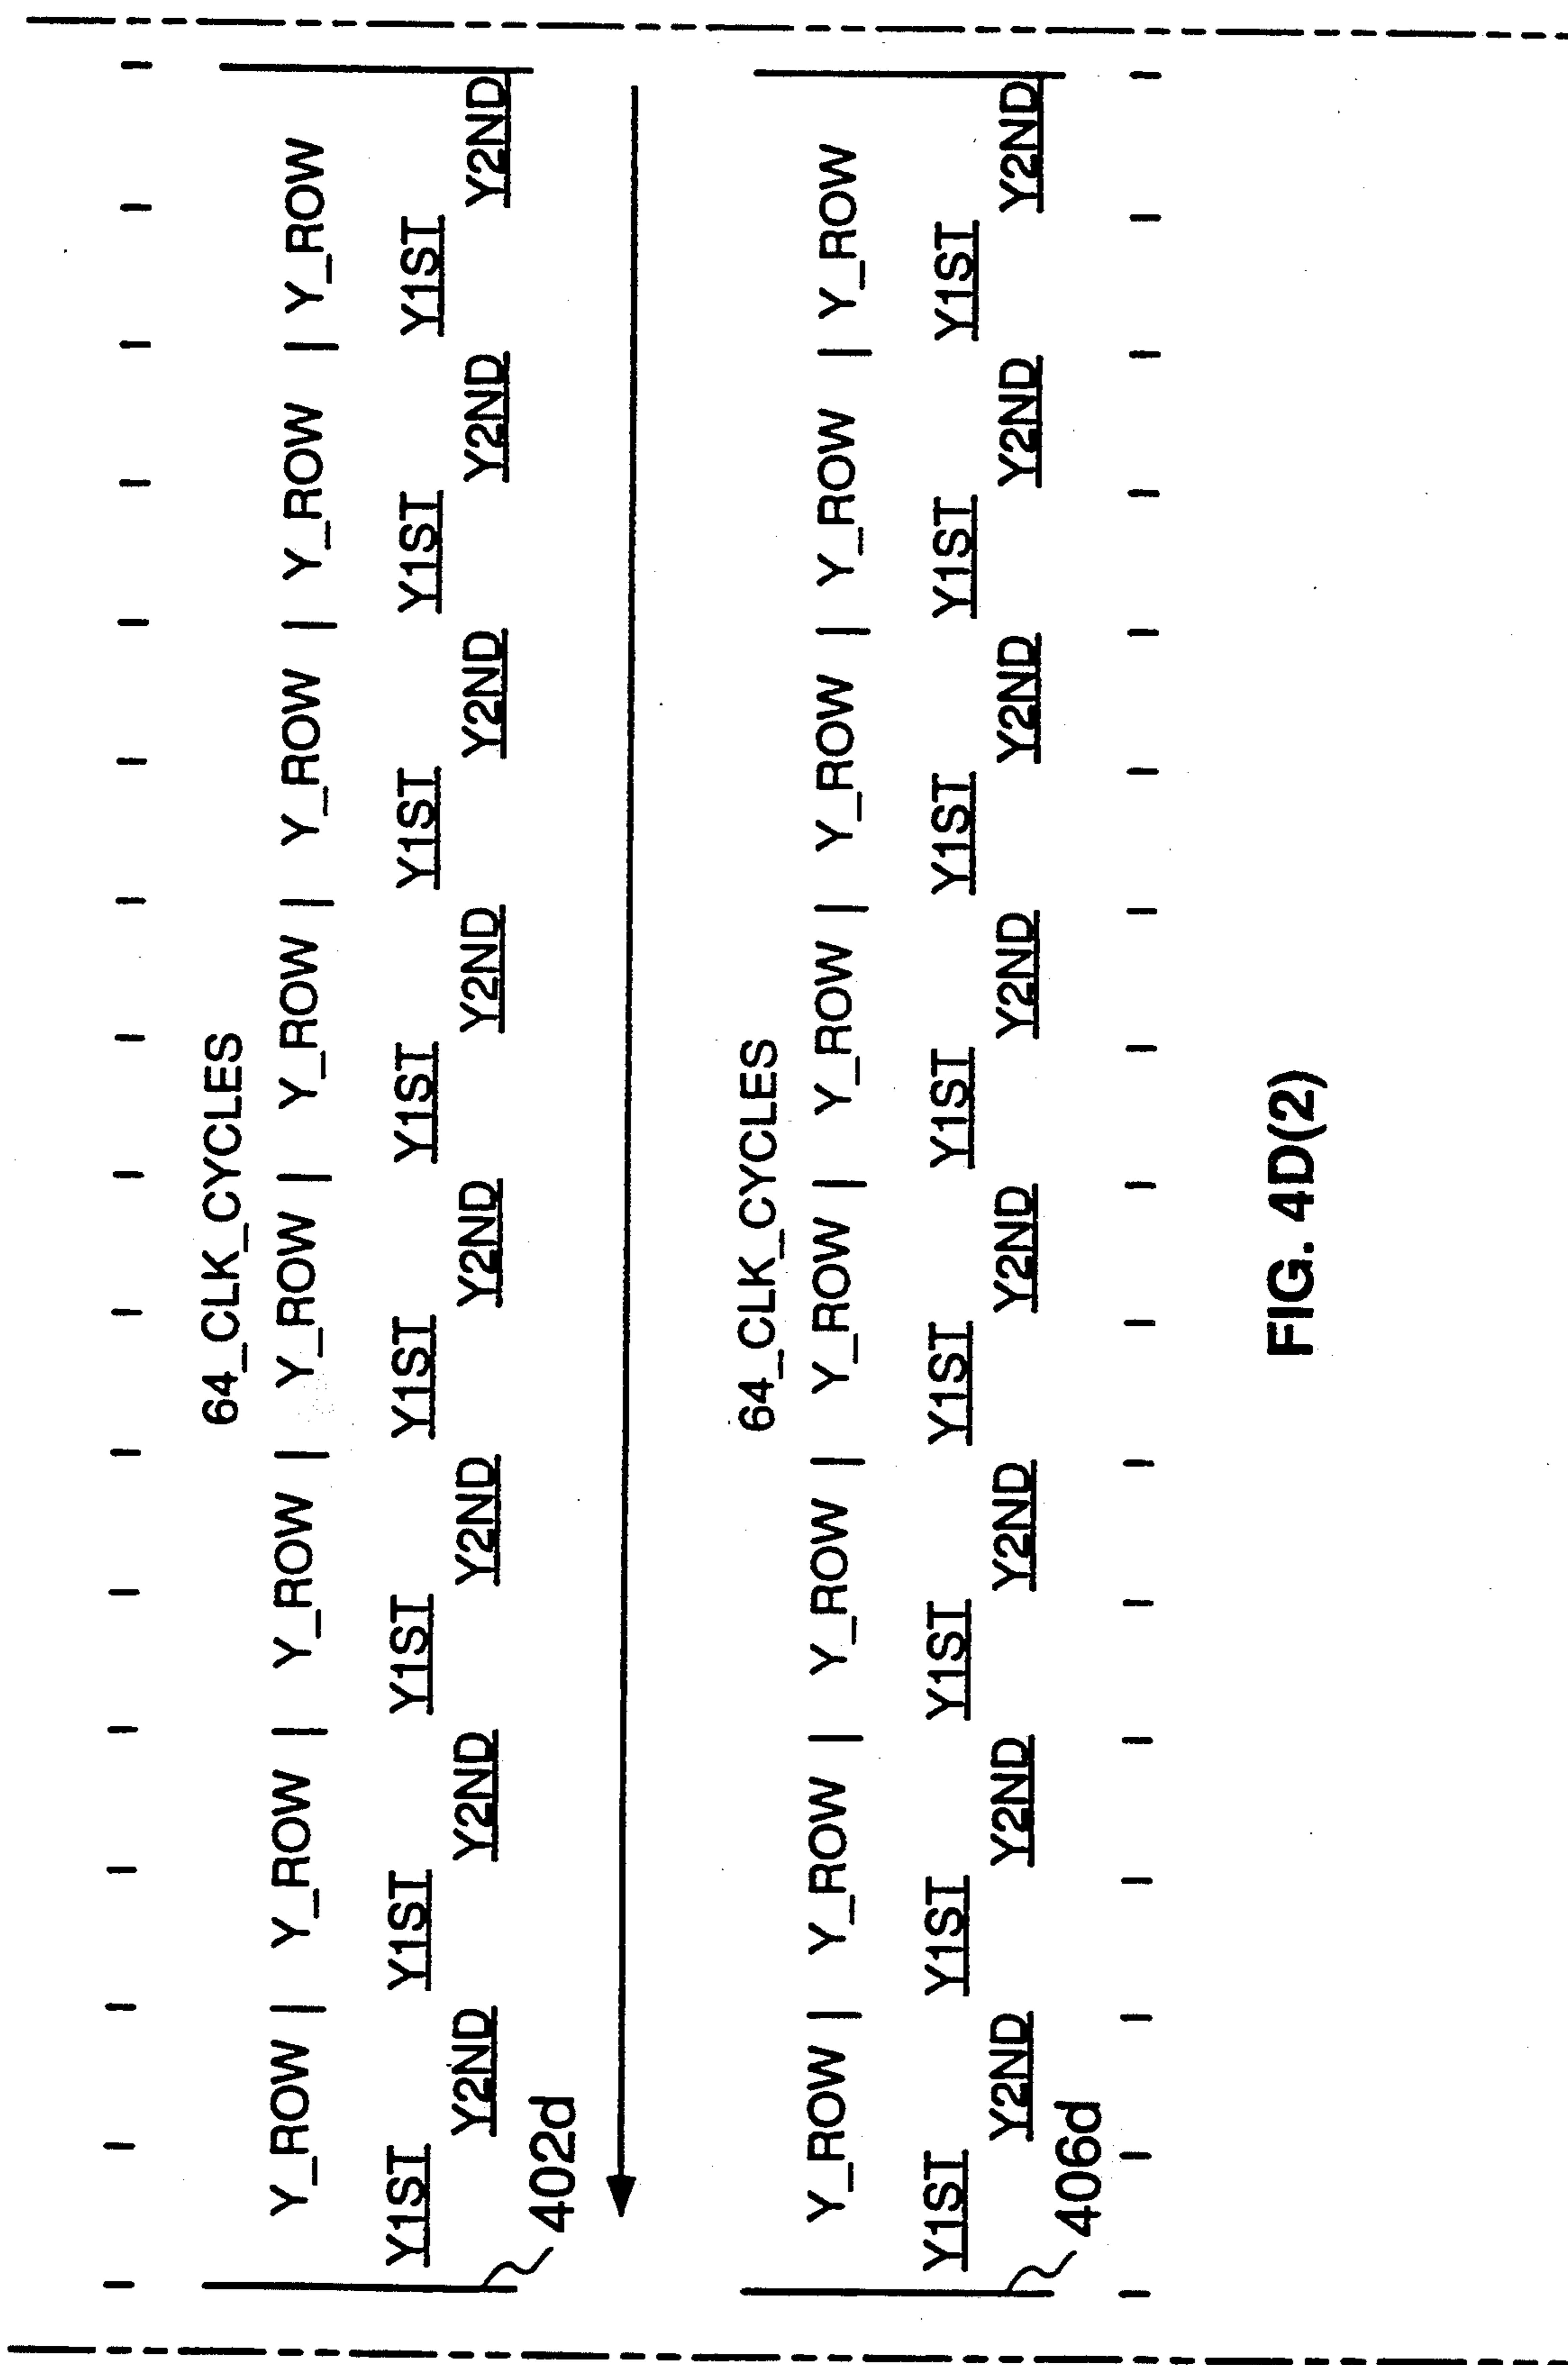 64_CLK_CYCLES
Y_ROW | Y_ROW | Y_ROW | Y_ROW | Y_ROW | Y_ROW | Y_ROW | Y_ROW
Y1ST Y1ST Y1ST Y1ST Y1ST Y1ST Y1ST Y1ST
Y2ND Y2ND Y2ND Y2ND Y2ND Y2ND Y2ND Y2ND
402d
64_CLK_CYCLES
Y_ROW | Y_ROW | Y_ROW | Y_ROW | Y_ROW | Y_ROW | Y_ROW | Y_ROW
Y1ST Y1ST Y1ST Y1ST Y1ST Y1ST Y1ST Y1ST
Y2ND Y2ND Y2ND Y2ND Y2ND Y2ND Y2ND Y2ND
406d
FIG. 4D(2)